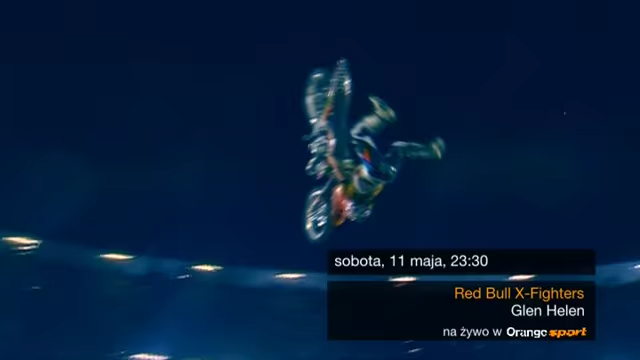 sobota, 11 maja, 23:30
Red Bull X-Fighters
Glen Helen
na żywo w Orange sport